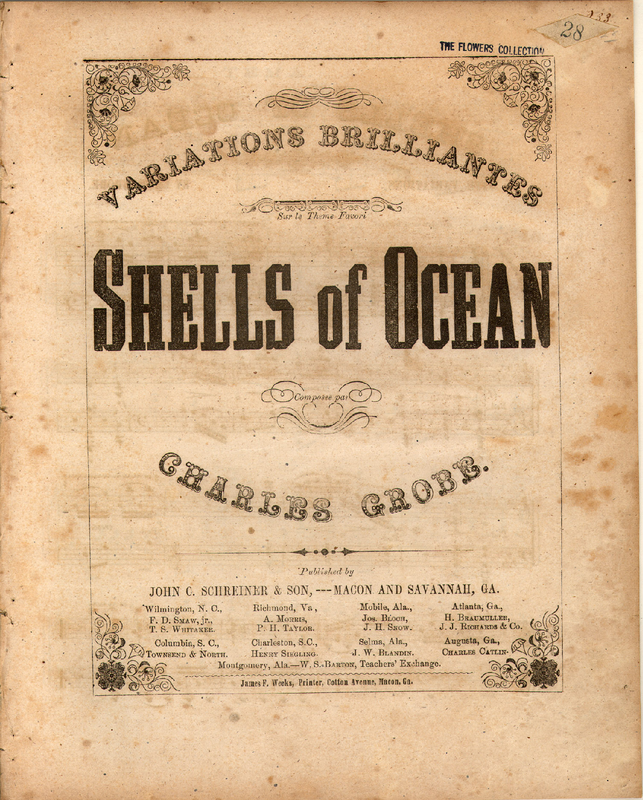 28
THE FLOWERS COLLECTION
VARIATIONS BRILLIANTES
Sur le Theme Favori
SHELLS of OCEAN
Composee par
CHARLES GROBE.
Published by
JOHN C. SCHREINER & SON, --- MACON AND SAVANNAH, GA.
Wilmington, N. C., Richmond, Va., Mobile, Ala., Atlanta, Ga.,
F. D. SMAW, jr., A. MORRIS, JOS. BLOCH, H. BRAUMULLER,
T. S. WHITAKER. P. H. TAYLOR. J. H. SNOW. J. J. RICHARDS & CO.
Columbia, S. C., Charleston, S.C., Selma, Ala., Augusta, Ga.,
TOWNSEND & NORTH. HENRY SIEGLING. J. W. BLANDIN. CHARLES CATLIN.
Montgomery, Ala.—W. S. BARTON, Teachers' Exchange.
James F. Weeks, Printer, Cotton Avenue, Macon, Ga.